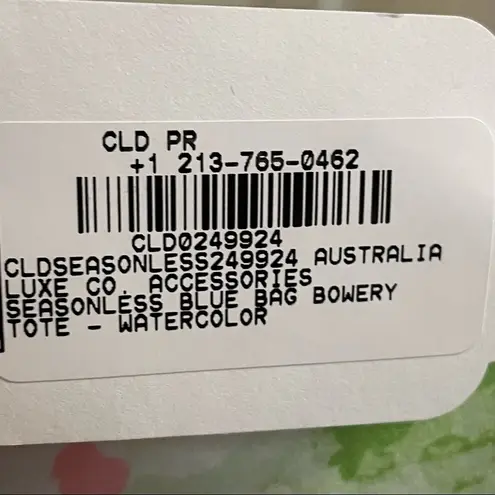 CLD PR
+1 213-765-0462
CLD0249924
CLDSEASONLESS249924 AUSTRALIA
LUXE CO. ACCESSORIES
SEASONLESS BLUE BAG BOWERY
TOTE - WATERCOLOR